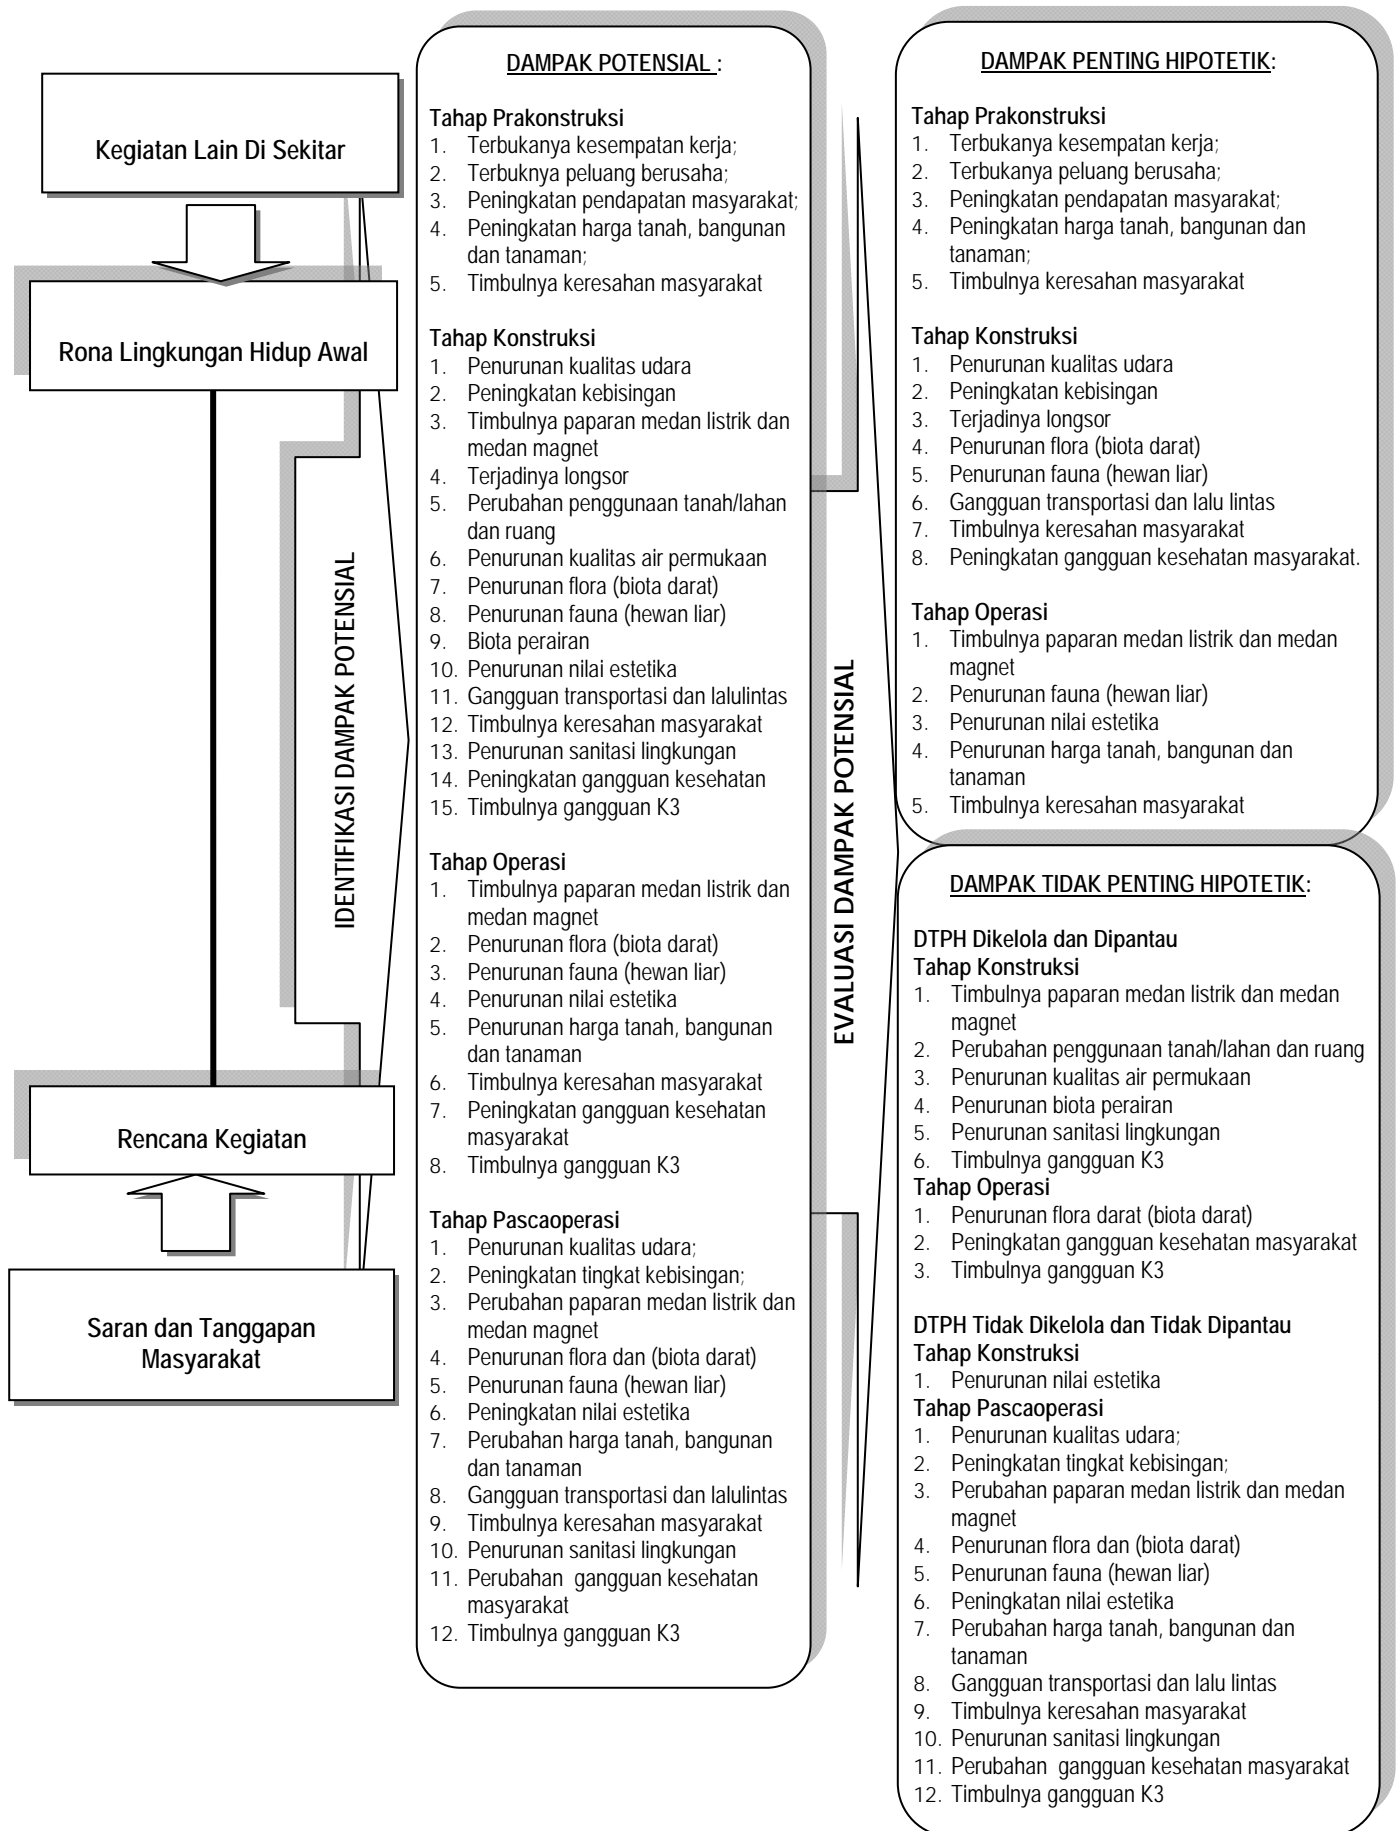 Kegiatan Lain Di Sekitar
Rona Lingkungan Hidup Awal
IDENTIFIKASI DAMPAK POTENSIAL
Rencana Kegiatan
Saran dan Tanggapan
Masyarakat
DAMPAK POTENSIAL :
Tahap Prakonstruksi
1. Terbukanya kesempatan kerja;
2. Terbuknya peluang berusaha;
3. Peningkatan pendapatan masyarakat;
4. Peningkatan harga tanah, bangunan
dan tanaman;
5. Timbulnya keresahan masyarakat
Tahap Konstruksi
1. Penurunan kualitas udara
2. Peningkatan kebisingan
3. Timbulnya paparan medan listrik dan
medan magnet
4. Terjadinya longsor
5. Perubahan penggunaan tanah/lahan
dan ruang
6. Penurunan kualitas air permukaan
7. Penurunan flora (biota darat)
8. Penurunan fauna (hewan liar)
9. Biota perairan
10. Penurunan nilai estetika
11. Gangguan transportasi dan lalulintas
12. Timbulnya keresahan masyarakat
13. Penurunan sanitasi lingkungan
14. Peningkatan gangguan kesehatan
15. Timbulnya gangguan K3
Tahap Operasi
1. Timbulnya paparan medan listrik dan
medan magnet
2. Penurunan flora (biota darat)
3. Penurunan fauna (hewan liar)
4. Penurunan nilai estetika
5. Penurunan harga tanah, bangunan
dan tanaman
6. Timbulnya keresahan masyarakat
7. Peningkatan gangguan kesehatan
masyarakat
8. Timbulnya gangguan K3
Tahap Pascaoperasi
1. Penurunan kualitas udara;
2. Peningkatan tingkat kebisingan;
3. Perubahan paparan medan listrik dan
medan magnet
4. Penurunan flora dan (biota darat)
5. Penurunan fauna (hewan liar)
6. Peningkatan nilai estetika
7. Perubahan harga tanah, bangunan
dan tanaman
8. Gangguan transportasi dan lalulintas
9. Timbulnya keresahan masyarakat
10. Penurunan sanitasi lingkungan
11. Perubahan gangguan kesehatan
masyarakat
12. Timbulnya gangguan K3
EVALUASI DAMPAK POTENSIAL
DAMPAK PENTING HIPOTETIK:
Tahap Prakonstruksi
1. Terbukanya kesempatan kerja;
2. Terbukanya peluang berusaha;
3. Peningkatan pendapatan masyarakat;
4. Peningkatan harga tanah, bangunan dan
tanaman;
5. Timbulnya keresahan masyarakat
Tahap Konstruksi
1. Penurunan kualitas udara
2. Peningkatan kebisingan
3. Terjadinya longsor
4. Penurunan flora (biota darat)
5. Penurunan fauna (hewan liar)
6. Gangguan transportasi dan lalu lintas
7. Timbulnya keresahan masyarakat
8. Peningkatan gangguan kesehatan masyarakat.
Tahap Operasi
1. Timbulnya paparan medan listrik dan medan
magnet
2. Penurunan fauna (hewan liar)
3. Penurunan nilai estetika
4. Penurunan harga tanah, bangunan dan
tanaman
5. Timbulnya keresahan masyarakat
DAMPAK TIDAK PENTING HIPOTETIK:
DTPH Dikelola dan Dipantau
Tahap Konstruksi
1. Timbulnya paparan medan listrik dan medan
magnet
2. Perubahan penggunaan tanah/lahan dan ruang
3. Penurunan kualitas air permukaan
4. Penurunan biota perairan
5. Penurunan sanitasi lingkungan
6. Timbulnya gangguan K3
Tahap Operasi
1. Penurunan flora darat (biota darat)
2. Peningkatan gangguan kesehatan masyarakat
3. Timbulnya gangguan K3
DTPH Tidak Dikelola dan Tidak Dipantau
Tahap Konstruksi
1. Penurunan nilai estetika
Tahap Pascaoperasi
1. Penurunan kualitas udara;
2. Peningkatan tingkat kebisingan;
3. Perubahan paparan medan listrik dan medan
magnet
4. Penurunan flora dan (biota darat)
5. Penurunan fauna (hewan liar)
6. Peningkatan nilai estetika
7. Perubahan harga tanah, bangunan dan
tanaman
8. Gangguan transportasi dan lalu lintas
9. Timbulnya keresahan masyarakat
10. Penurunan sanitasi lingkungan
11. Perubahan gangguan kesehatan masyarakat
12. Timbulnya gangguan K3